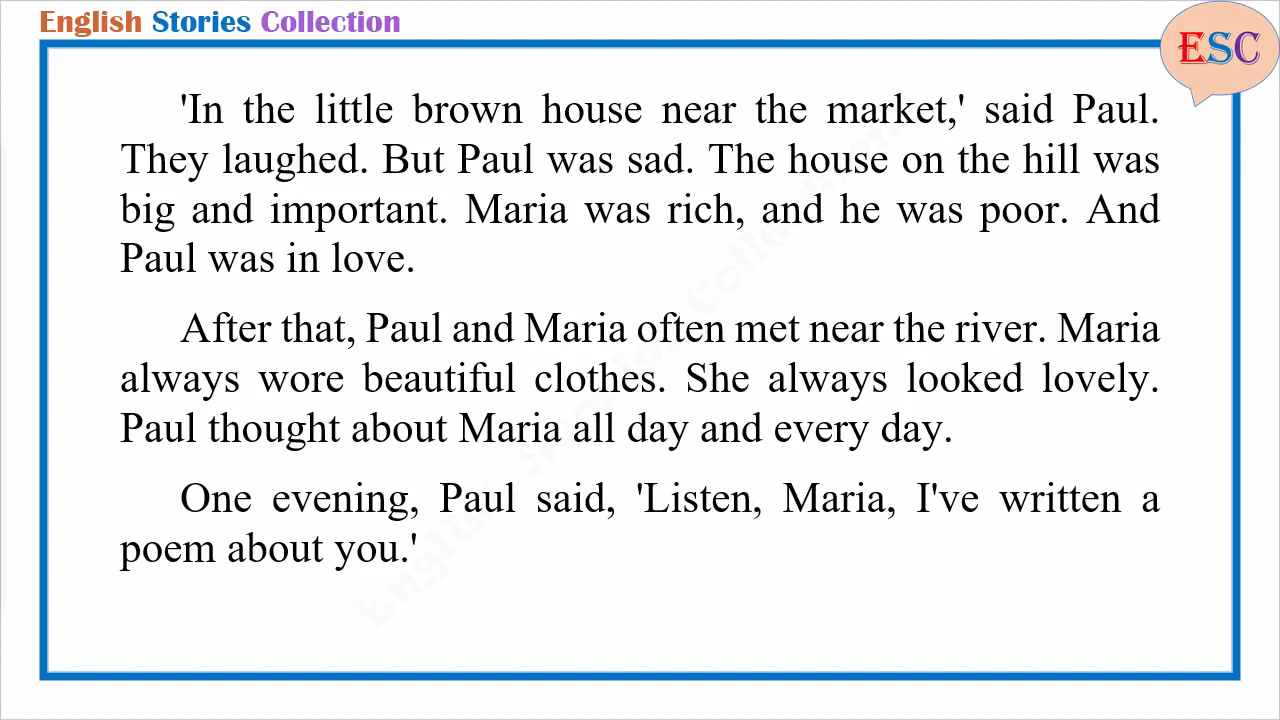 English Stories Collection
ESC
'In the little brown house near the market,' said Paul.
They laughed. But Paul was sad. The house on the hill was
big and important. Maria was rich, and he was poor. And
Paul was in love.
After that, Paul and Maria often met near the river. Maria
always wore beautiful clothes. She always looked lovely.
Paul thought about Maria all day and every day.
One evening, Paul said, 'Listen, Maria, I've written a
poem about you.'
English Stories Collection